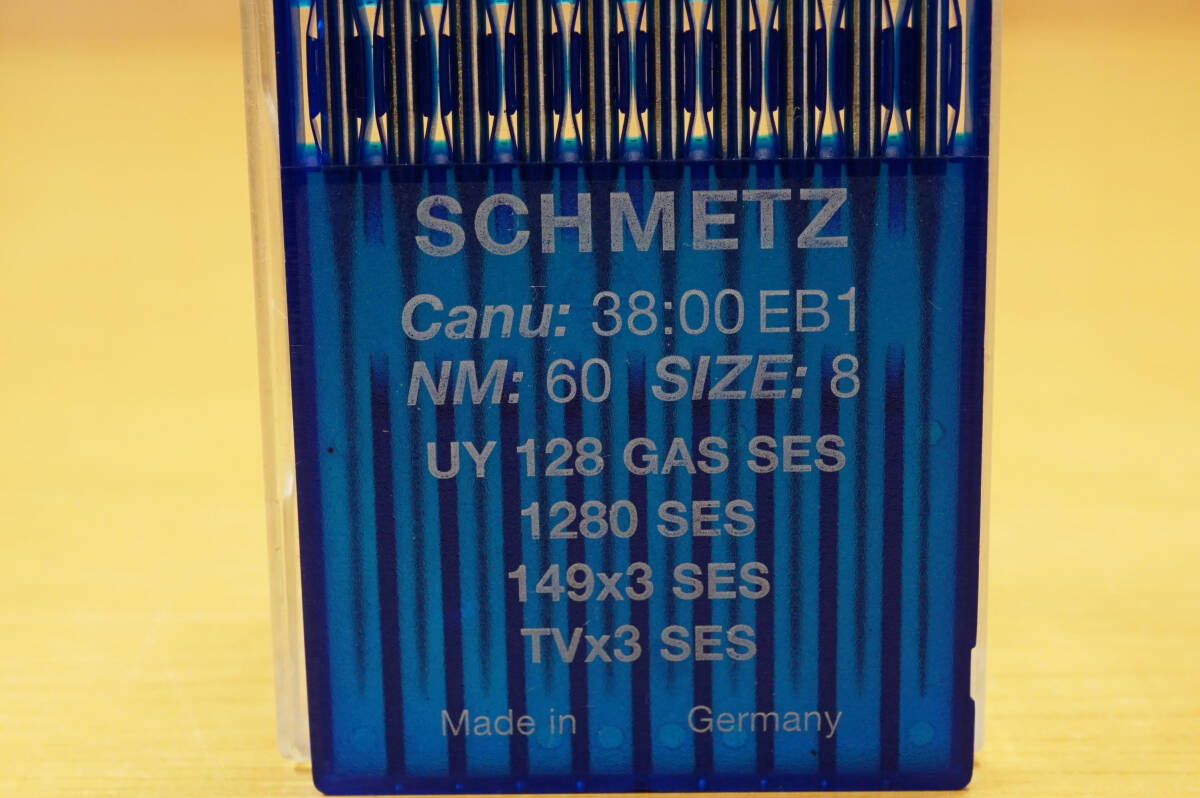 SCHMETZ
Canu: 38:00 EB1
NM: 60 SIZE: 8
UY 128 GAS SES
1280 SES
149x3 SES
TVx3 SES
Made in Germany